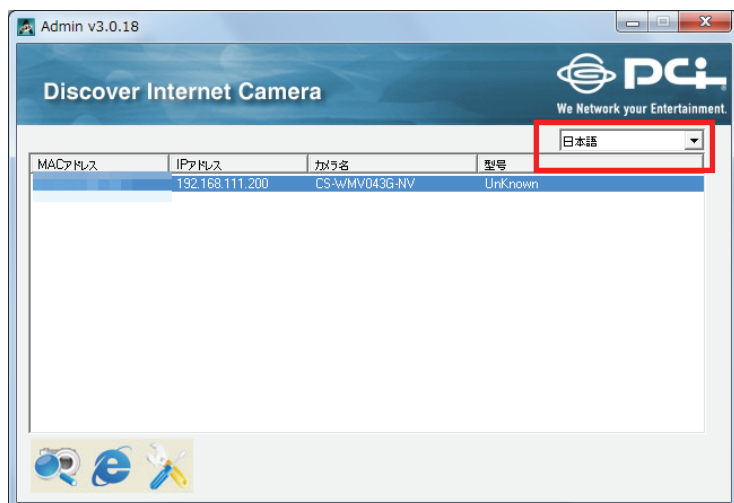 Admin v3.0.18
Discover Internet Camera
PCi
We Network your Entertainment.
日本語
MACアドレス IPアドレス カメラ名 型号
192.168.111.200 CS-WMV043G-NV UnKnown